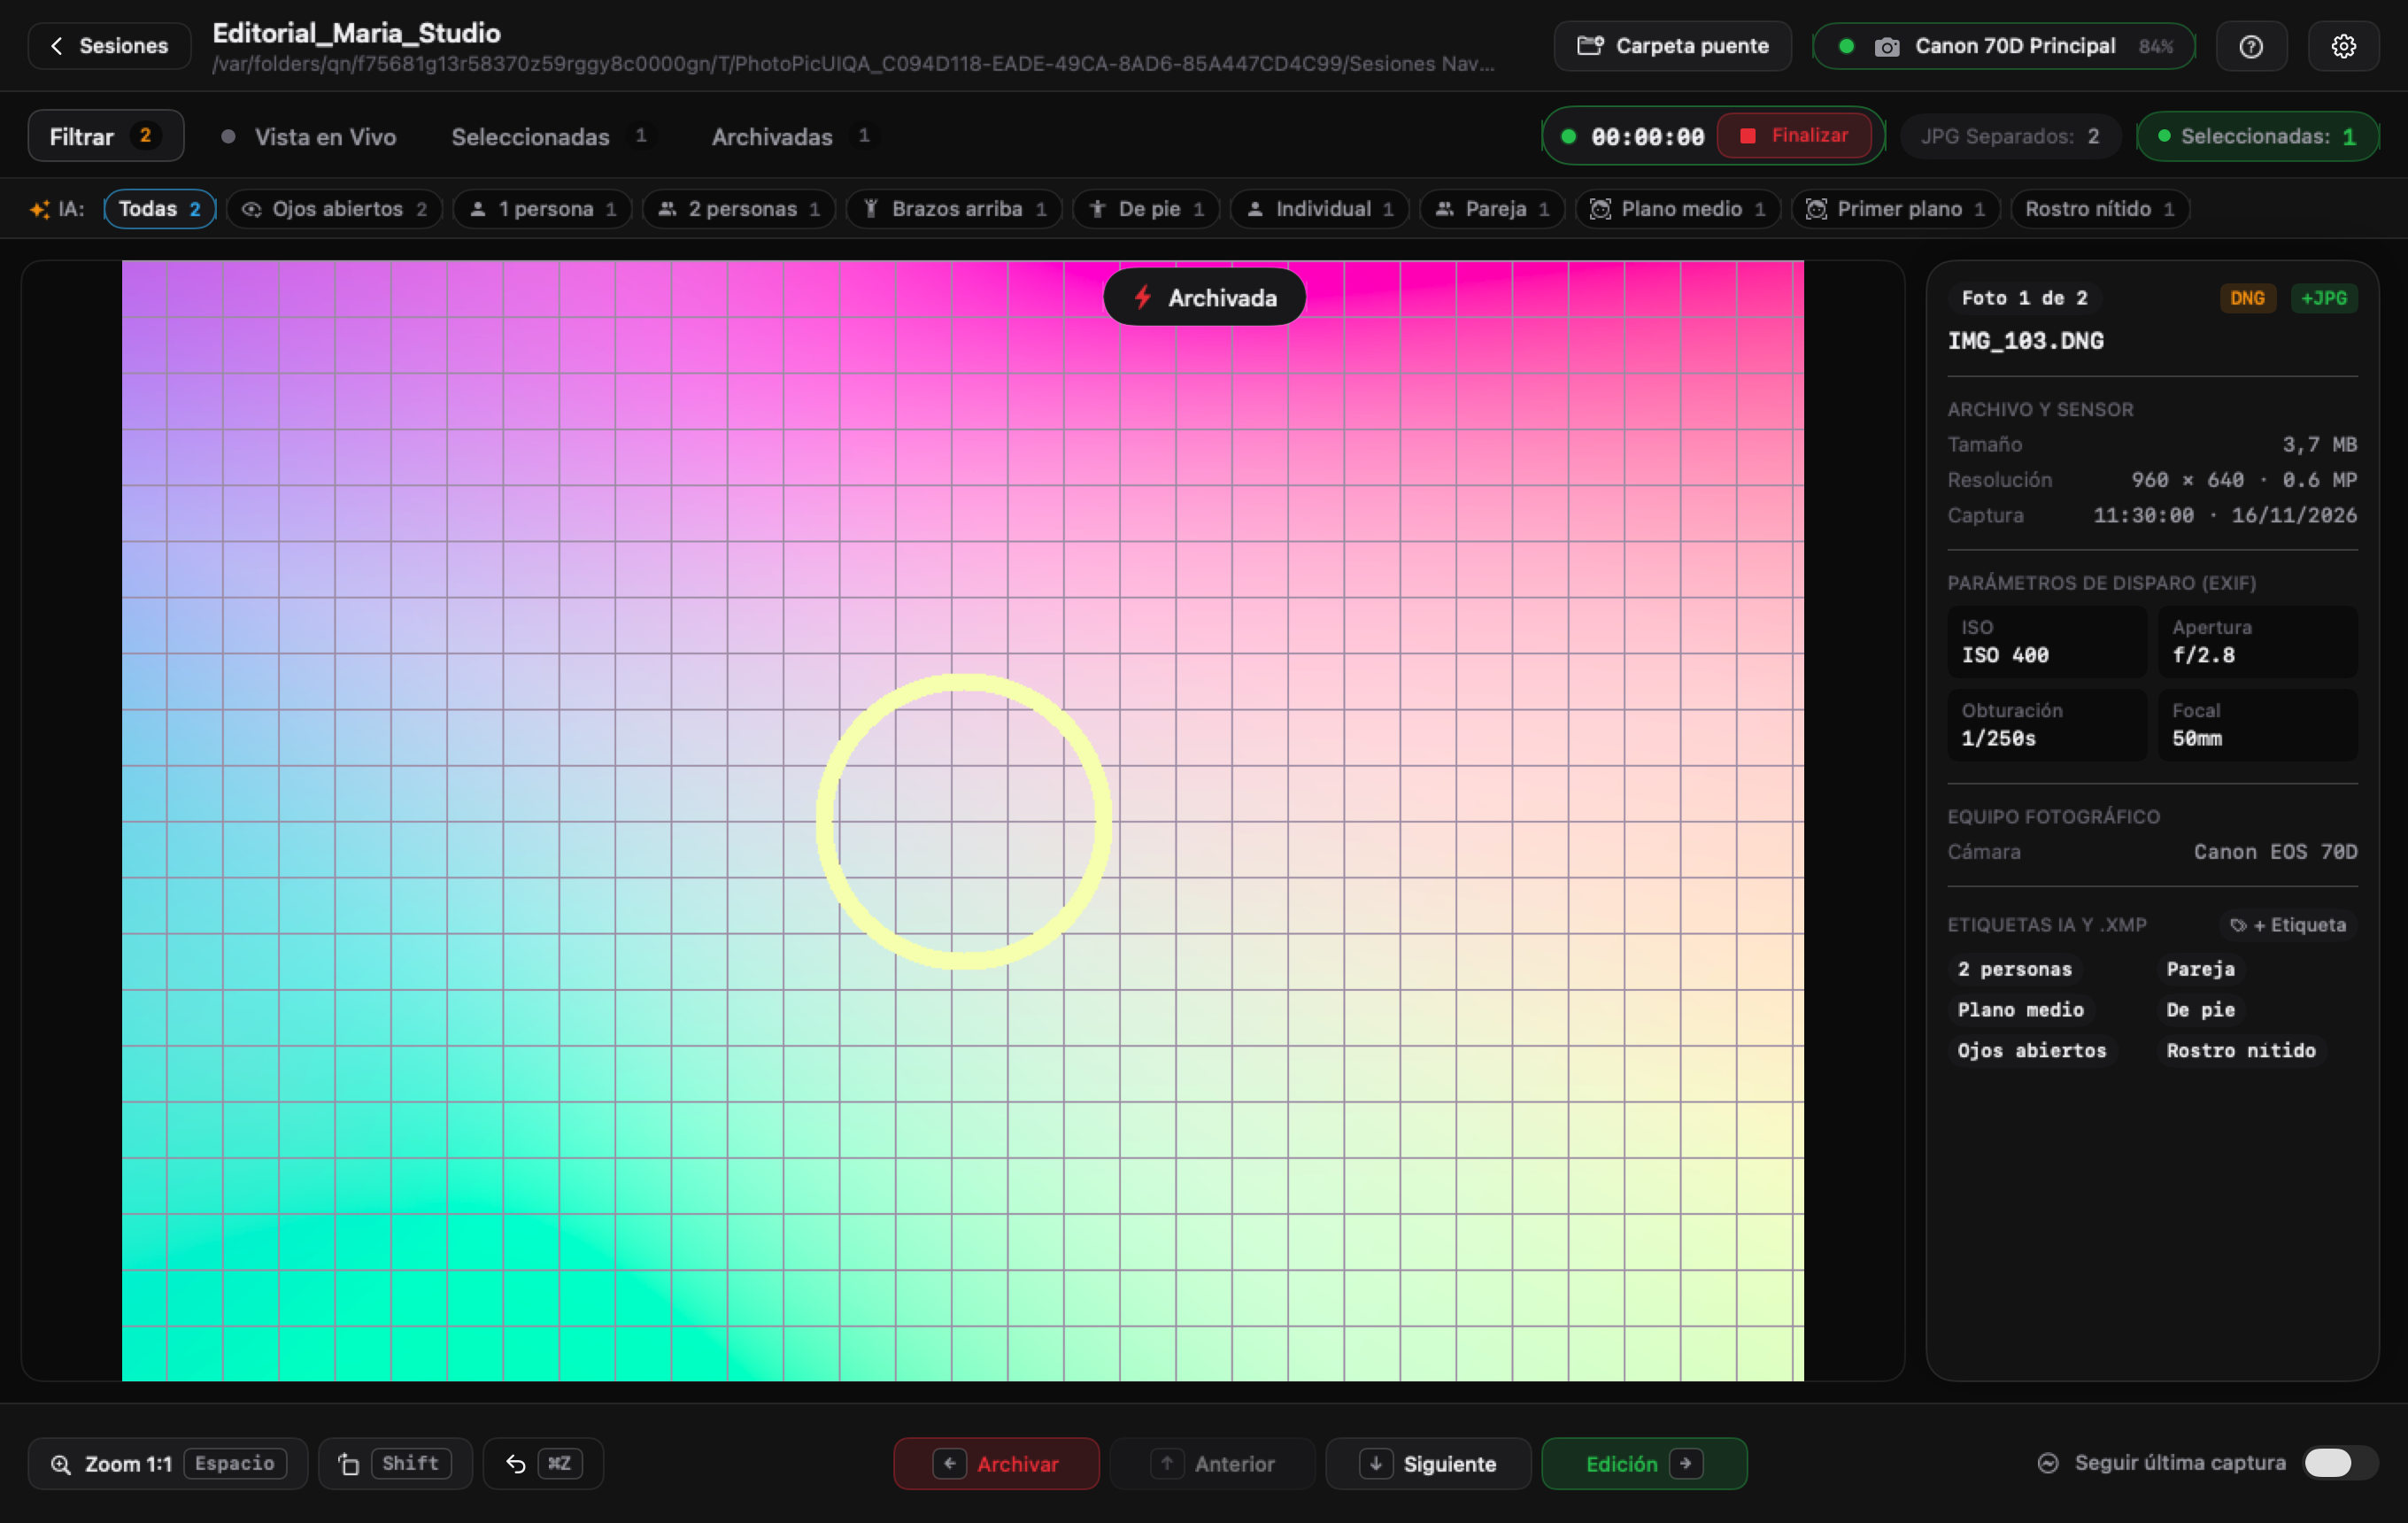 Sesiones
Editorial_Maria_Studio
/var/folders/qn/f75681g13r58370z59rggy8c0000gn/T/PhotoPicUIQA_C094D118-EADE-49CA-8AD6-85A447CD4C99/Sesiones Nav...
Carpeta puente
Canon 70D Principal 84%
Filtrar 2
Vista en Vivo
Seleccionadas 1
Archivadas 1
00:00:00 Finalizar
JPG Separados: 2
Seleccionadas: 1
IA:
Todas 2
Ojos abiertos 2
1 persona 1
2 personas 1
Brazos arriba 1
De pie 1
Individual 1
Pareja 1
Plano medio 1
Primer plano 1
Rostro nítido 1
Archivada
Foto 1 de 2
DNG
+JPG
IMG_103.DNG
ARCHIVO Y SENSOR
Tamaño 3,7 MB
Resolución 960 × 640 · 0.6 MP
Captura 11:30:00 · 16/11/2026
PARÁMETROS DE DISPARO (EXIF)
ISO
ISO 400
Apertura
f/2.8
Obturación
1/250s
Focal
50mm
EQUIPO FOTOGRÁFICO
Cámara Canon EOS 70D
ETIQUETAS IA Y .XMP
+ Etiqueta
2 personas
Pareja
Plano medio
De pie
Ojos abiertos
Rostro nítido
Zoom 1:1 Espacio
Shift
⌘Z
← Archivar
↑ Anterior
↓ Siguiente
Edición →
Seguir última captura